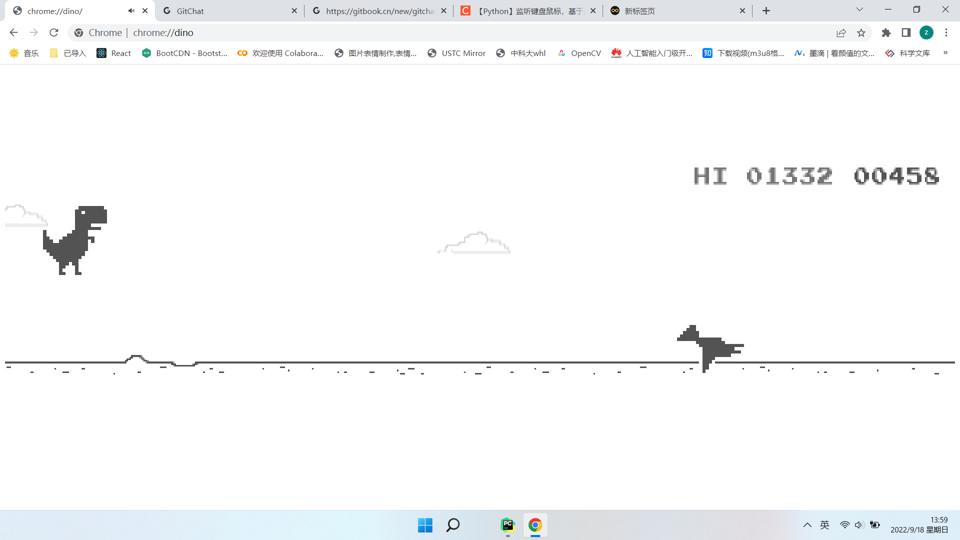 chrome://dino/
GitChat
https://gitbook.cn/new/gitcha
【Python】监听键盘鼠标，基于
新标签页
Chrome | chrome://dino
音乐
已导入
React
BootCDN - Bootst...
欢迎使用 Colabora...
图片表情制作,表情...
USTC Mirror
中科大whl
OpenCV
人工智能入门极开...
下载视频(m3u8格...
墨滴 | 看颜值的文...
科学文库
»
HI 01332 00458
英
13:59
2022/9/18 星期日